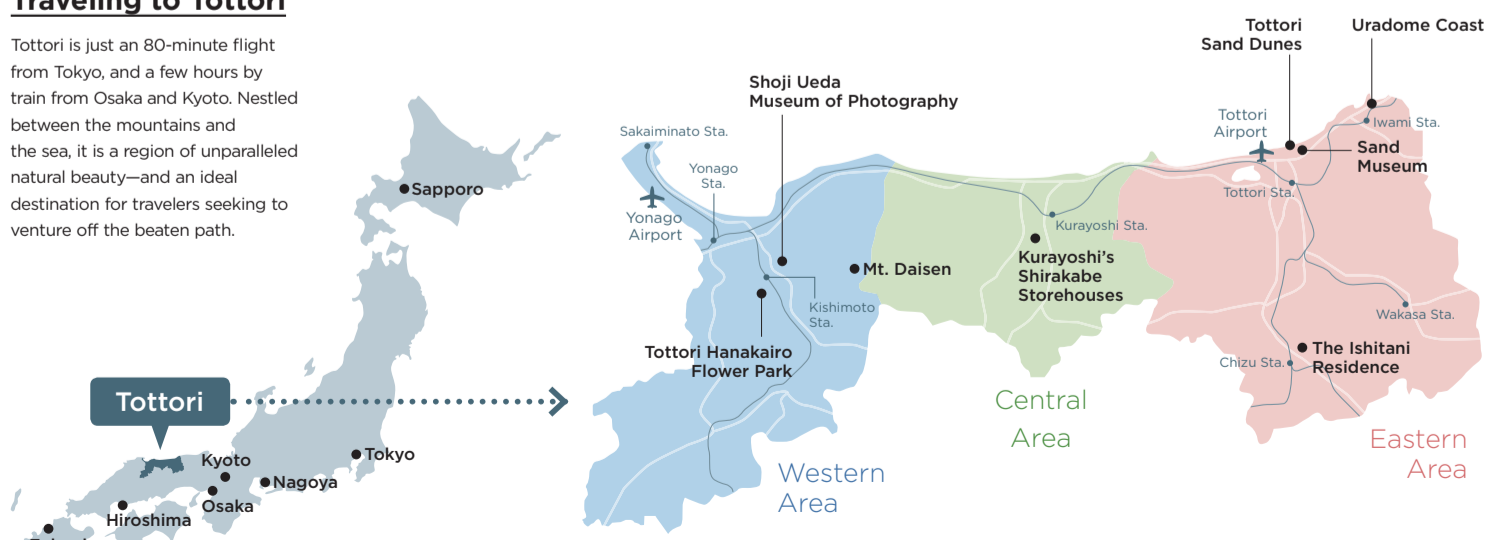 Traveling to Tottori
Tottori is just an 80-minute flight
from Tokyo, and a few hours by
train from Osaka and Kyoto. Nestled
between the mountains and
the sea, it is a region of unparalleled
natural beauty—and an ideal
destination for travelers seeking to
venture off the beaten path.
Sapporo
Tottori
Kyoto
Tokyo
Nagoya
Osaka
Hiroshima
Tottori
Sand Dunes
Uradome Coast
Shoji Ueda
Museum of Photography
Sakaiminato Sta.
Tottori
Airport
Iwami Sta.
Sand
Museum
Yonago
Sta.
Tottori Sta.
Yonago
Airport
Kurayoshi Sta.
Mt. Daisen
Kurayoshi's
Shirakabe
Storehouses
Kishimoto
Sta.
Wakasa Sta.
Tottori Hanakairo
Flower Park
Chizu Sta.
The Ishitani
Residence
Central
Area
Eastern
Area
Western
Area